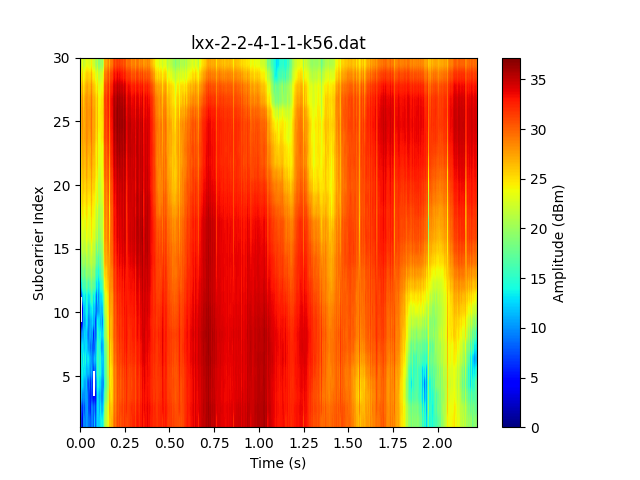 lxx-2-2-4-1-1-k56.dat
30
25
20
15
10
5
Subcarrier Index
0.00 0.25 0.50 0.75 1.00 1.25 1.50 1.75 2.00
Time (s)
35
30
25
20
15
10
5
0
Amplitude (dBm)